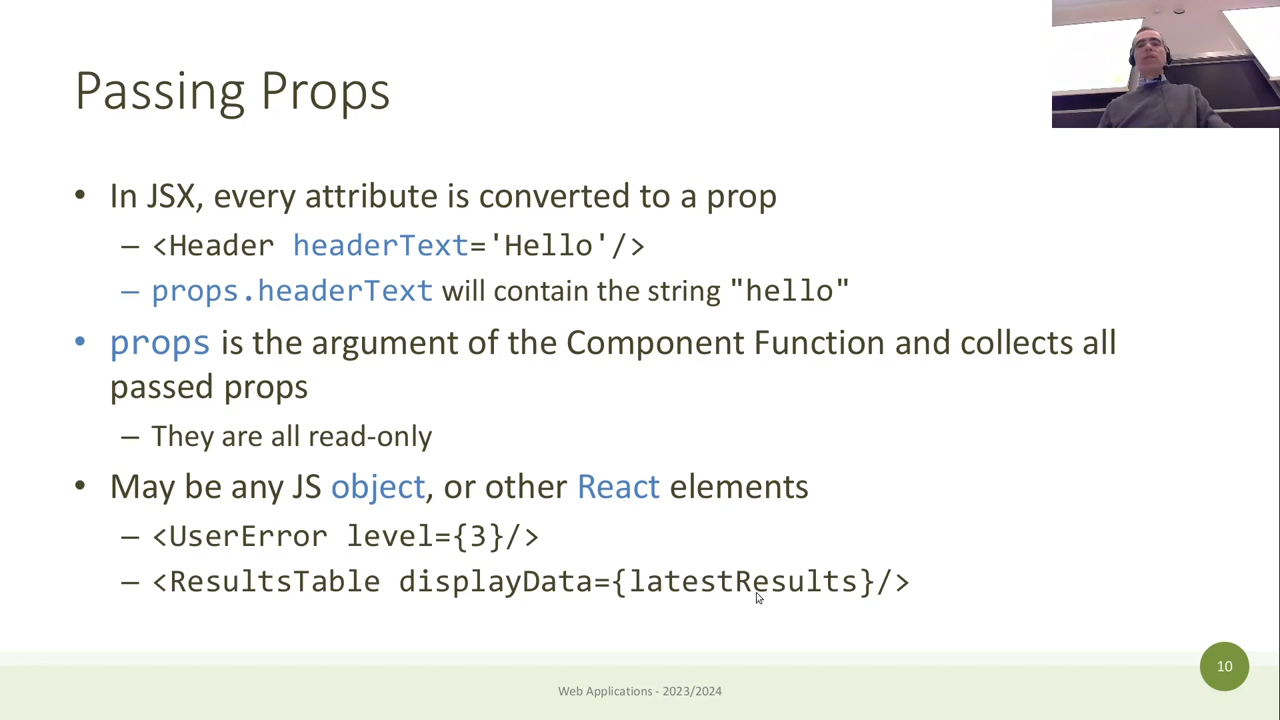 Passing Props
• In JSX, every attribute is converted to a prop
– <Header headerText='Hello'/>
– props.headerText will contain the string "hello"
• props is the argument of the Component Function and collects all
passed props
– They are all read-only
• May be any JS object, or other React elements
– <UserError level={3}/>
– <ResultsTable displayData={latestResults}/>
10
Web Applications - 2023/2024